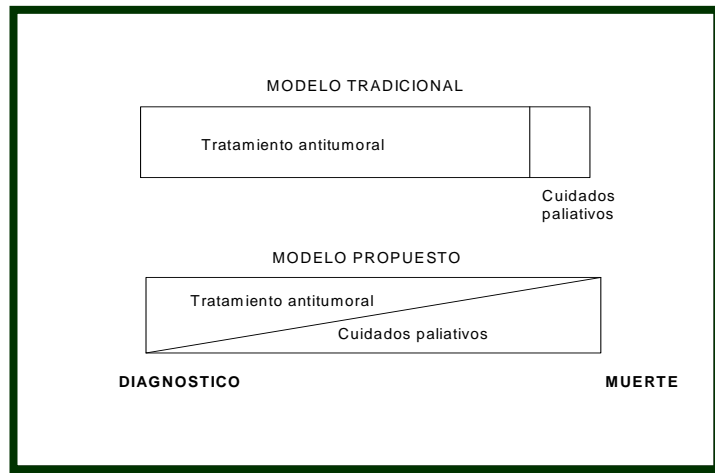 MODELO TRADICIONAL
Tratamiento antitumoral
Cuidados
paliativos
MODELO PROPUESTO
Tratamiento antitumoral
Cuidados paliativos
DIAGNOSTICO
MUERTE